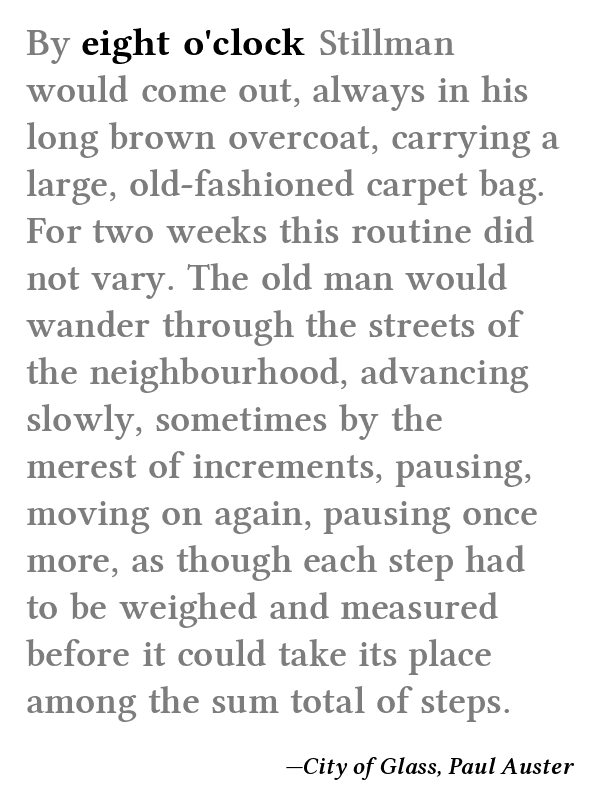 By eight o'clock Stillman
would come out, always in his
long brown overcoat, carrying a
large, old-fashioned carpet bag.
For two weeks this routine did
not vary. The old man would
wander through the streets of
the neighbourhood, advancing
slowly, sometimes by the
merest of increments, pausing,
moving on again, pausing once
more, as though each step had
to be weighed and measured
before it could take its place
among the sum total of steps.
—City of Glass, Paul Auster